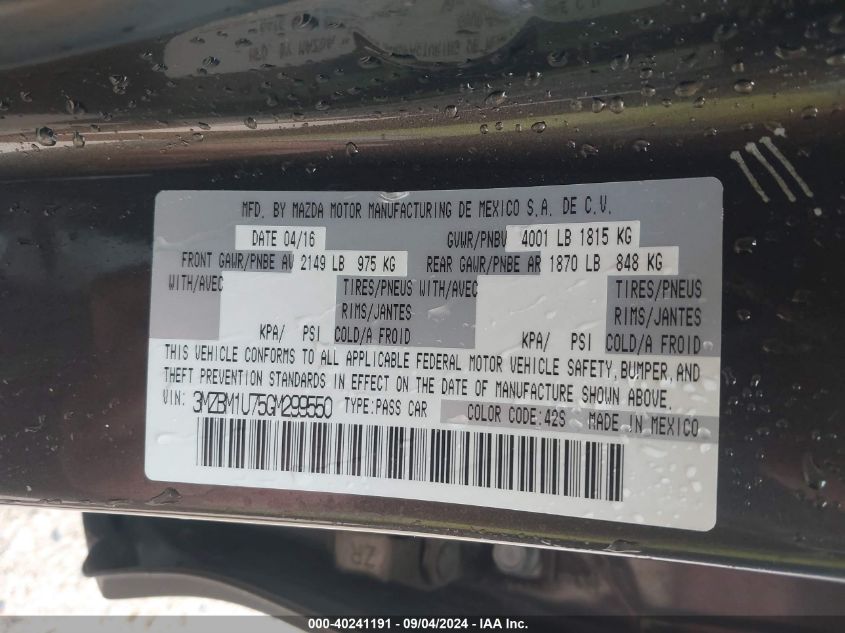 MFD. BY MAZDA MOTOR MANUFACTURING DE MEXICO S.A. DE C.V.
DATE 04/16 GVWR/PNBV 4001 LB 1815 KG
FRONT GAWR/PNBE AV 2149 LB 975 KG REAR GAWR/PNBE AR 1870 LB 848 KG
WITH/AVEC TIRES/PNEUS WITH/AVEC TIRES/PNEUS
RIMS/JANTES RIMS/JANTES
KPA/ PSI COLD/A FROID KPA/ PSI COLD/A FROID
THIS VEHICLE CONFORMS TO ALL APPLICABLE FEDERAL MOTOR VEHICLE SAFETY, BUMPER, AND
THEFT PREVENTION STANDARDS IN EFFECT ON THE DATE OF MANUFACTURE SHOWN ABOVE.
VIN: 3MZBM1U75GM299550 TYPE:PASS CAR COLOR CODE:42S MADE IN MEXICO
ZR
000-40241191 - 09/04/2024 - IAA Inc.